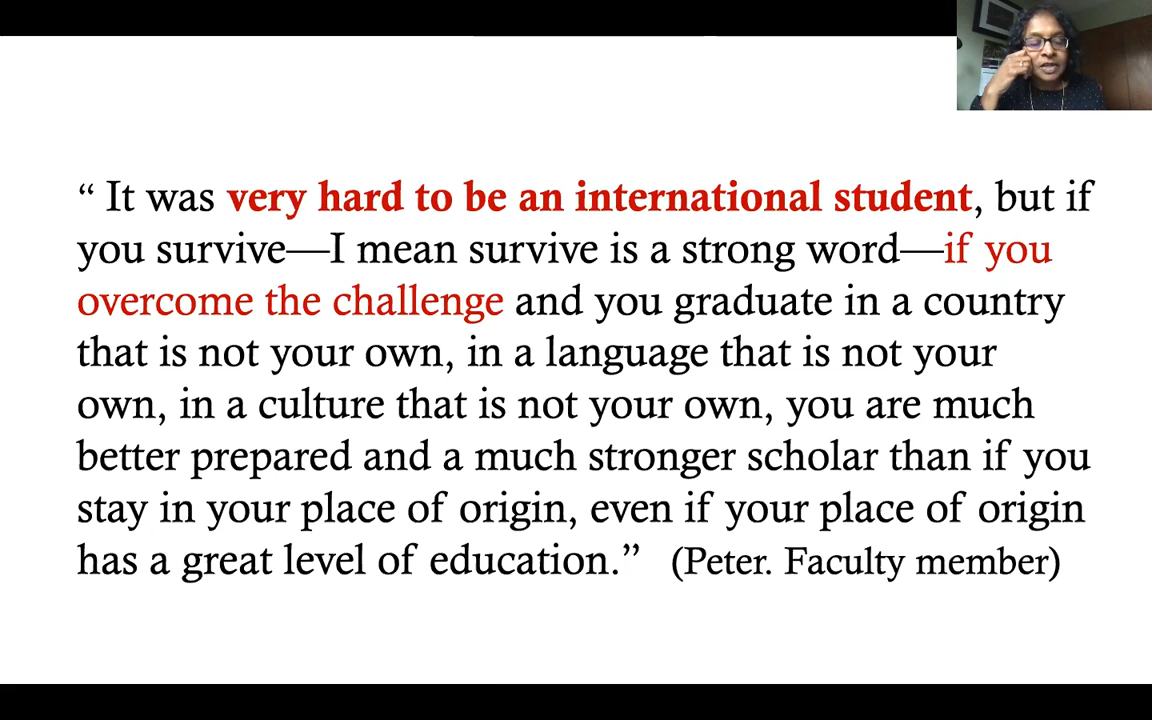 “ It was very hard to be an international student, but if
you survive—I mean survive is a strong word—if you
overcome the challenge and you graduate in a country
that is not your own, in a language that is not your
own, in a culture that is not your own, you are much
better prepared and a much stronger scholar than if you
stay in your place of origin, even if your place of origin
has a great level of education.” (Peter. Faculty member)